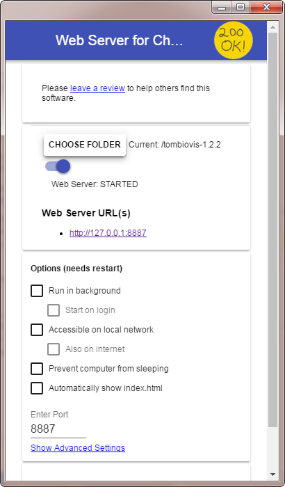 Web Server for Ch...
200 OK!
Please leave a review to help others find this
software.
CHOOSE FOLDER Current: /tombiovis-1.2.2
Web Server: STARTED
Web Server URL(s)
http://127.0.0.1:8887
Options (needs restart)
Run in background
Start on login
Accessible on local network
Also on internet
Prevent computer from sleeping
Automatically show index.html
Enter Port
8887
Show Advanced Settings